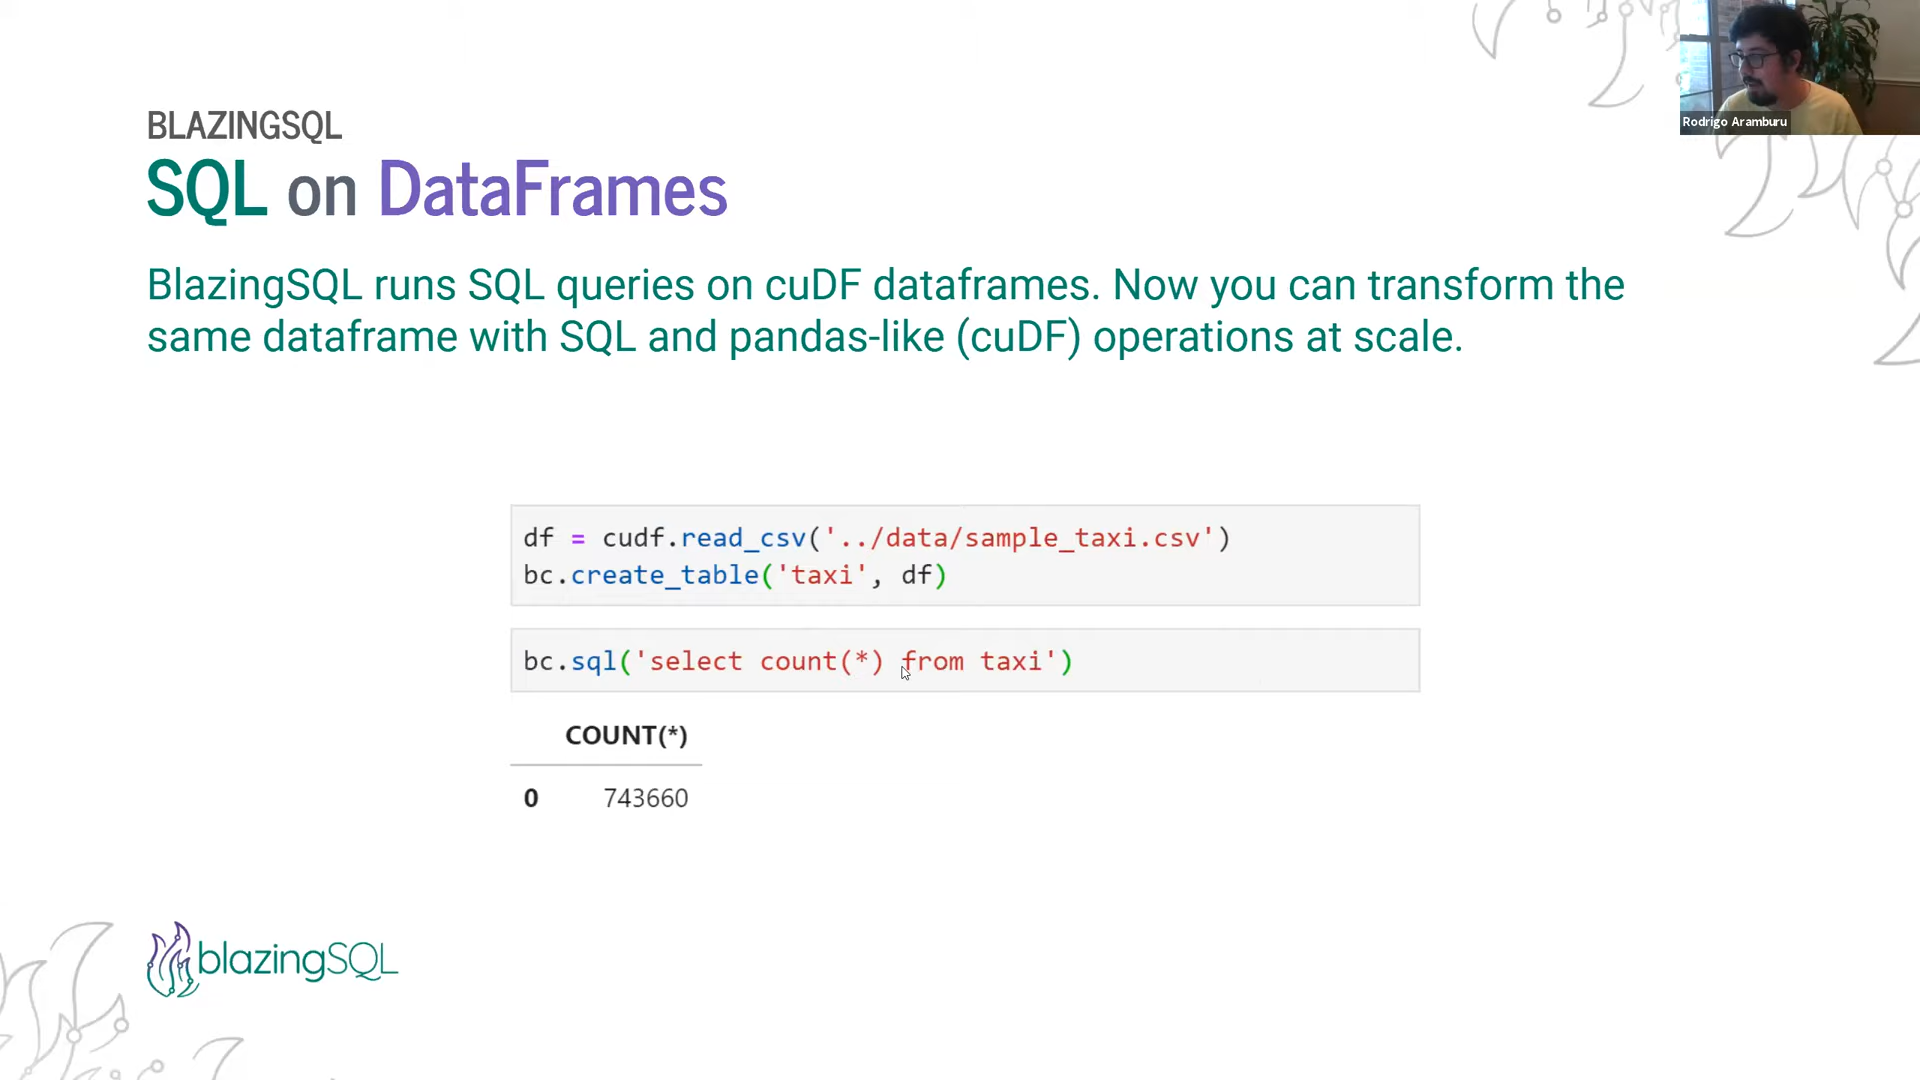 BLAZINGSQL
SQL on DataFrames
BlazingSQL runs SQL queries on cuDF dataframes. Now you can transform the
same dataframe with SQL and pandas-like (cuDF) operations at scale.
df = cudf.read_csv('../data/sample_taxi.csv')
bc.create_table('taxi', df)
bc.sql('select count(*) from taxi')
COUNT(*)
0 743660
blazingSQL
Rodrigo Aramburu